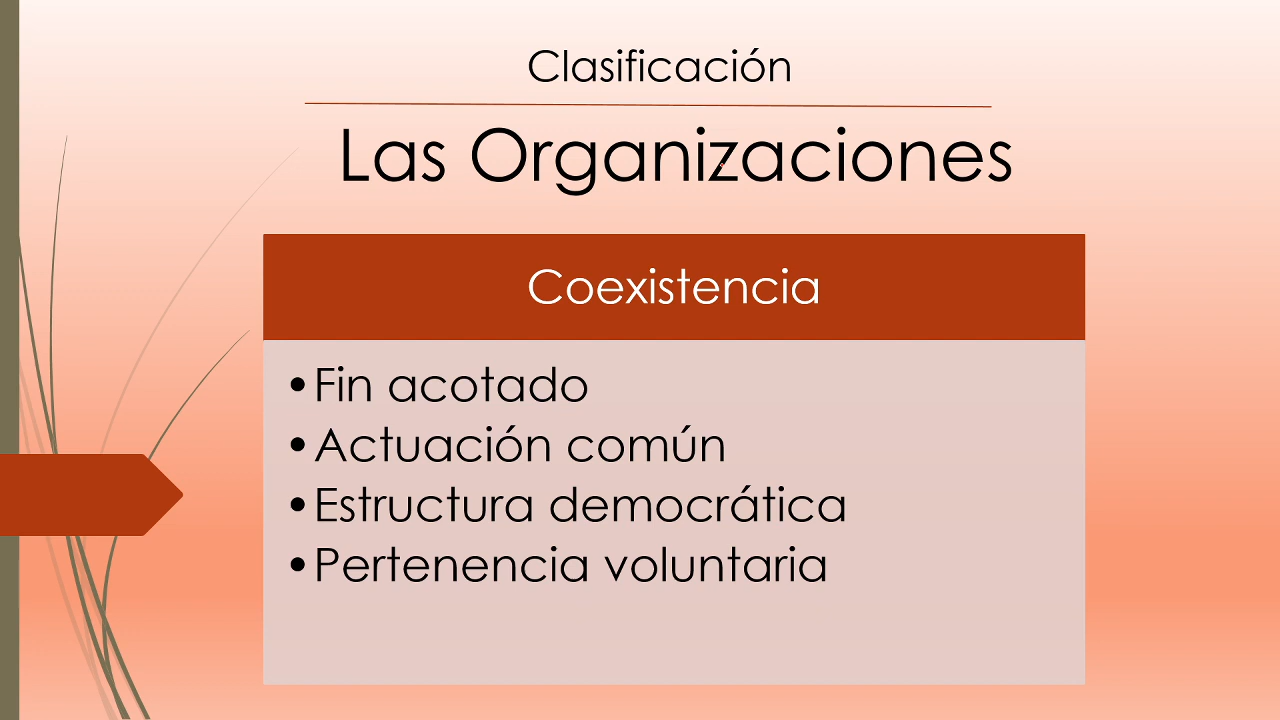 Clasificación
Las Organizaciones
Coexistencia
•Fin acotado
•Actuación común
•Estructura democrática
•Pertenencia voluntaria